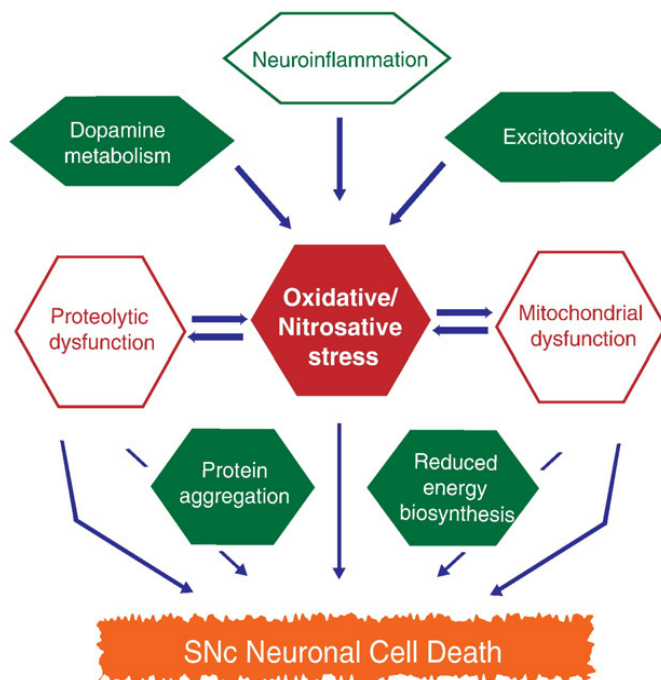 Neuroinflammation
Dopamine
metabolism
Excitotoxicity
Proteolytic
dysfunction
Oxidative/
Nitrosative
stress
Mitochondrial
dysfunction
Protein
aggregation
Reduced
energy
biosynthesis
SNc Neuronal Cell Death